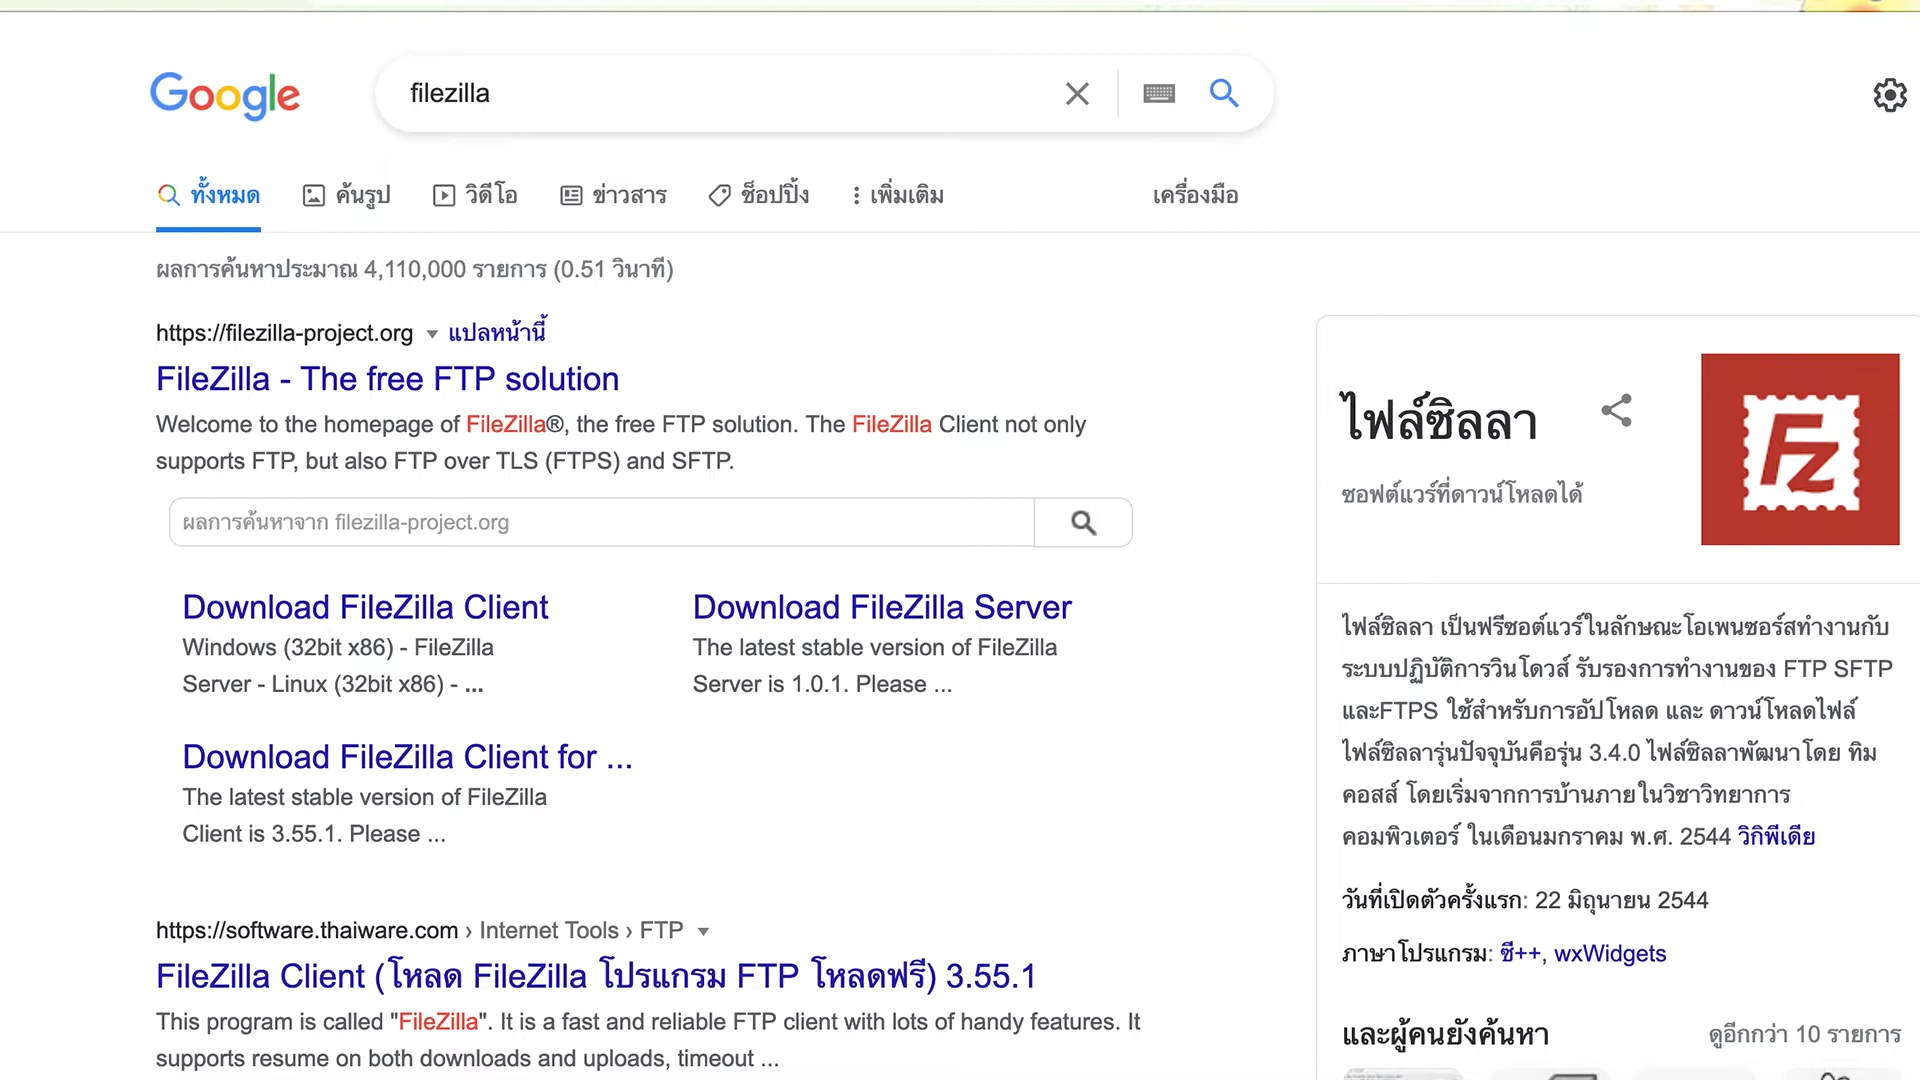 Google
filezilla
ทั้งหมด
ค้นรูป
วิดีโอ
ข่าวสาร
ช็อปปิ้ง
เพิ่มเติม
เครื่องมือ
ผลการค้นหาประมาณ 4,110,000 รายการ (0.51 วินาที)
https://filezilla-project.org แปลหน้านี้
FileZilla - The free FTP solution
Welcome to the homepage of FileZilla®, the free FTP solution. The FileZilla Client not only
supports FTP, but also FTP over TLS (FTPS) and SFTP.
ผลการค้นหาจาก filezilla-project.org
Download FileZilla Client
Windows (32bit x86) - FileZilla
Server - Linux (32bit x86) - ...
Download FileZilla Server
The latest stable version of FileZilla
Server is 1.0.1. Please ...
Download FileZilla Client for ...
The latest stable version of FileZilla
Client is 3.55.1. Please ...
https://software.thaiware.com › Internet Tools › FTP
FileZilla Client (โหลด FileZilla โปรแกรม FTP โหลดฟรี) 3.55.1
This program is called "FileZilla". It is a fast and reliable FTP client with lots of handy features. It
supports resume on both downloads and uploads, timeout ...
ไฟล์ซิลลา
ซอฟต์แวร์ที่ดาวน์โหลดได้
Fz
ไฟล์ซิลลา เป็นฟรีซอต์แวร์ในลักษณะโอเพนซอร์สทำงานกับ
ระบบปฏิบัติการวินโดวส์ รับรองการทำงานของ FTP SFTP
และFTPS ใช้สำหรับการอัปโหลด และ ดาวน์โหลดไฟล์
ไฟล์ซิลลารุ่นปัจจุบันคือรุ่น 3.4.0 ไฟล์ซิลลาพัฒนาโดย ทิม
คอสส์ โดยเริ่มจากการบ้านภายในวิชาวิทยาการ
คอมพิวเตอร์ ในเดือนมกราคม พ.ศ. 2544 วิกิพีเดีย
วันที่เปิดตัวครั้งแรก: 22 มิถุนายน 2544
ภาษาโปรแกรม: ซี++, wxWidgets
และผู้คนยังค้นหา
ดูอีกกว่า 10 รายการ